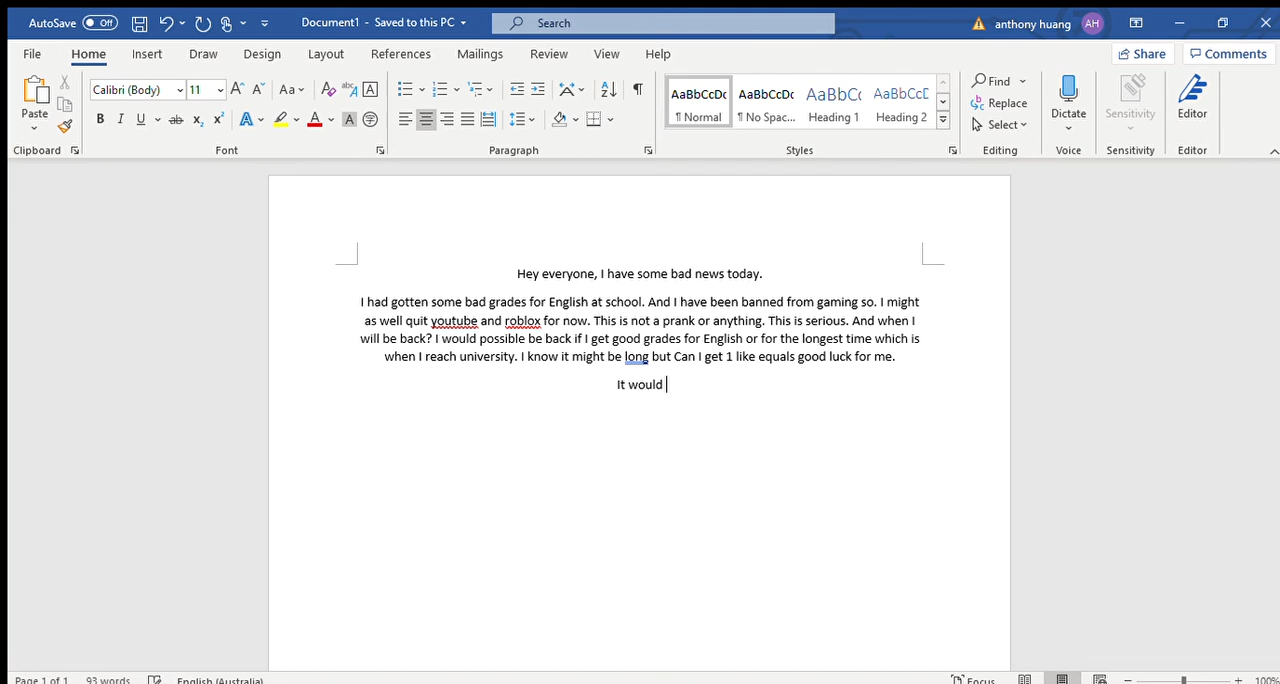 AutoSave Off Document1 - Saved to this PC Search anthony huang AH
File Home Insert Draw Design Layout References Mailings Review View Help Share Comments
Paste Calibri (Body) 11 A A Aa A abc A AaBbCcDc AaBbCcDc AaBbCc AaBbCcD Find Dictate Sensitivity Editor
¶ Normal ¶ No Spac... Heading 1 Heading 2 Replace
B I U ab x2 x2 A A A Select
Clipboard Font Paragraph Styles Editing Voice Sensitivity Editor
Hey everyone, I have some bad news today.
I had gotten some bad grades for English at school. And I have been banned from gaming so. I might
as well quit youtube and roblox for now. This is not a prank or anything. This is serious. And when I
will be back? I would possible be back if I get good grades for English or for the longest time which is
when I reach university. I know it might be long but Can I get 1 like equals good luck for me.
It would
Page 1 of 1 93 words English (Australia) Focus 100%